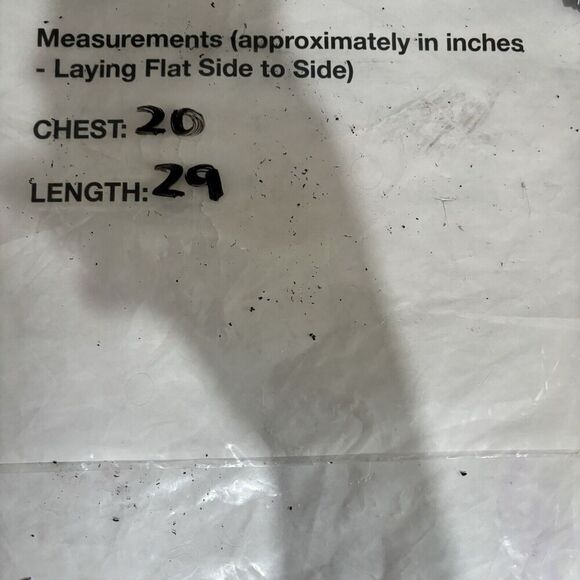 Measurements (approximately in inches
- Laying Flat Side to Side)
CHEST: 20
LENGTH: 29